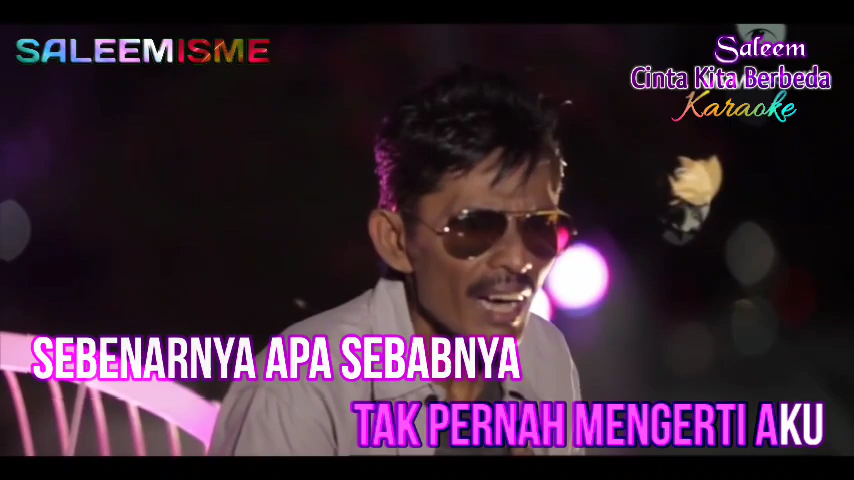 SALEEMISME
Saleem
Cinta Kita Berbeda
Karaoke
SEBENARNYA APA SEBABNYA
TAK PERNAH MENGERTI AKU